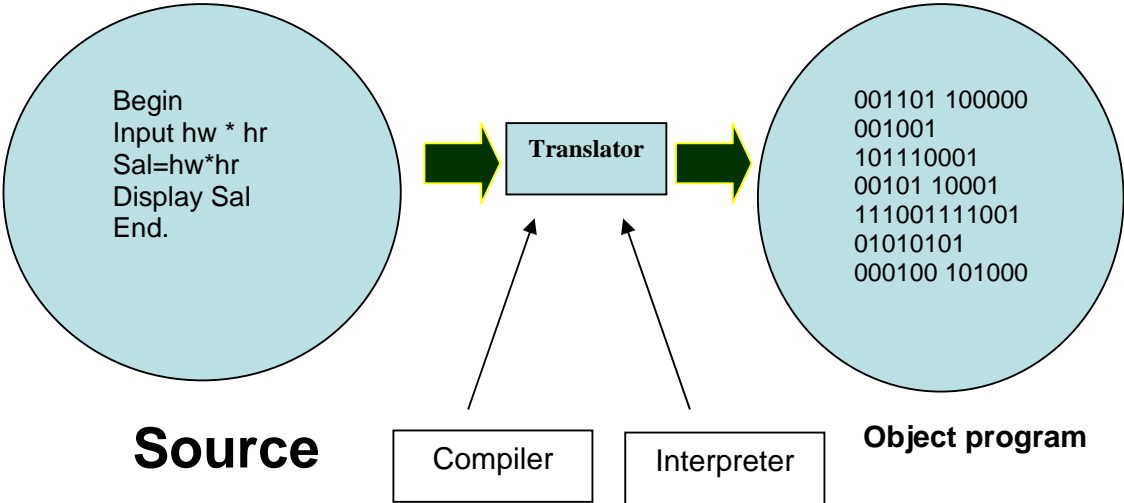 Begin
Input hw * hr
Sal=hw*hr
Display Sal
End.
Translator
001101 100000
001001
101110001
00101 10001
111001111001
01010101
000100 101000
Source
Compiler
Interpreter
Object program